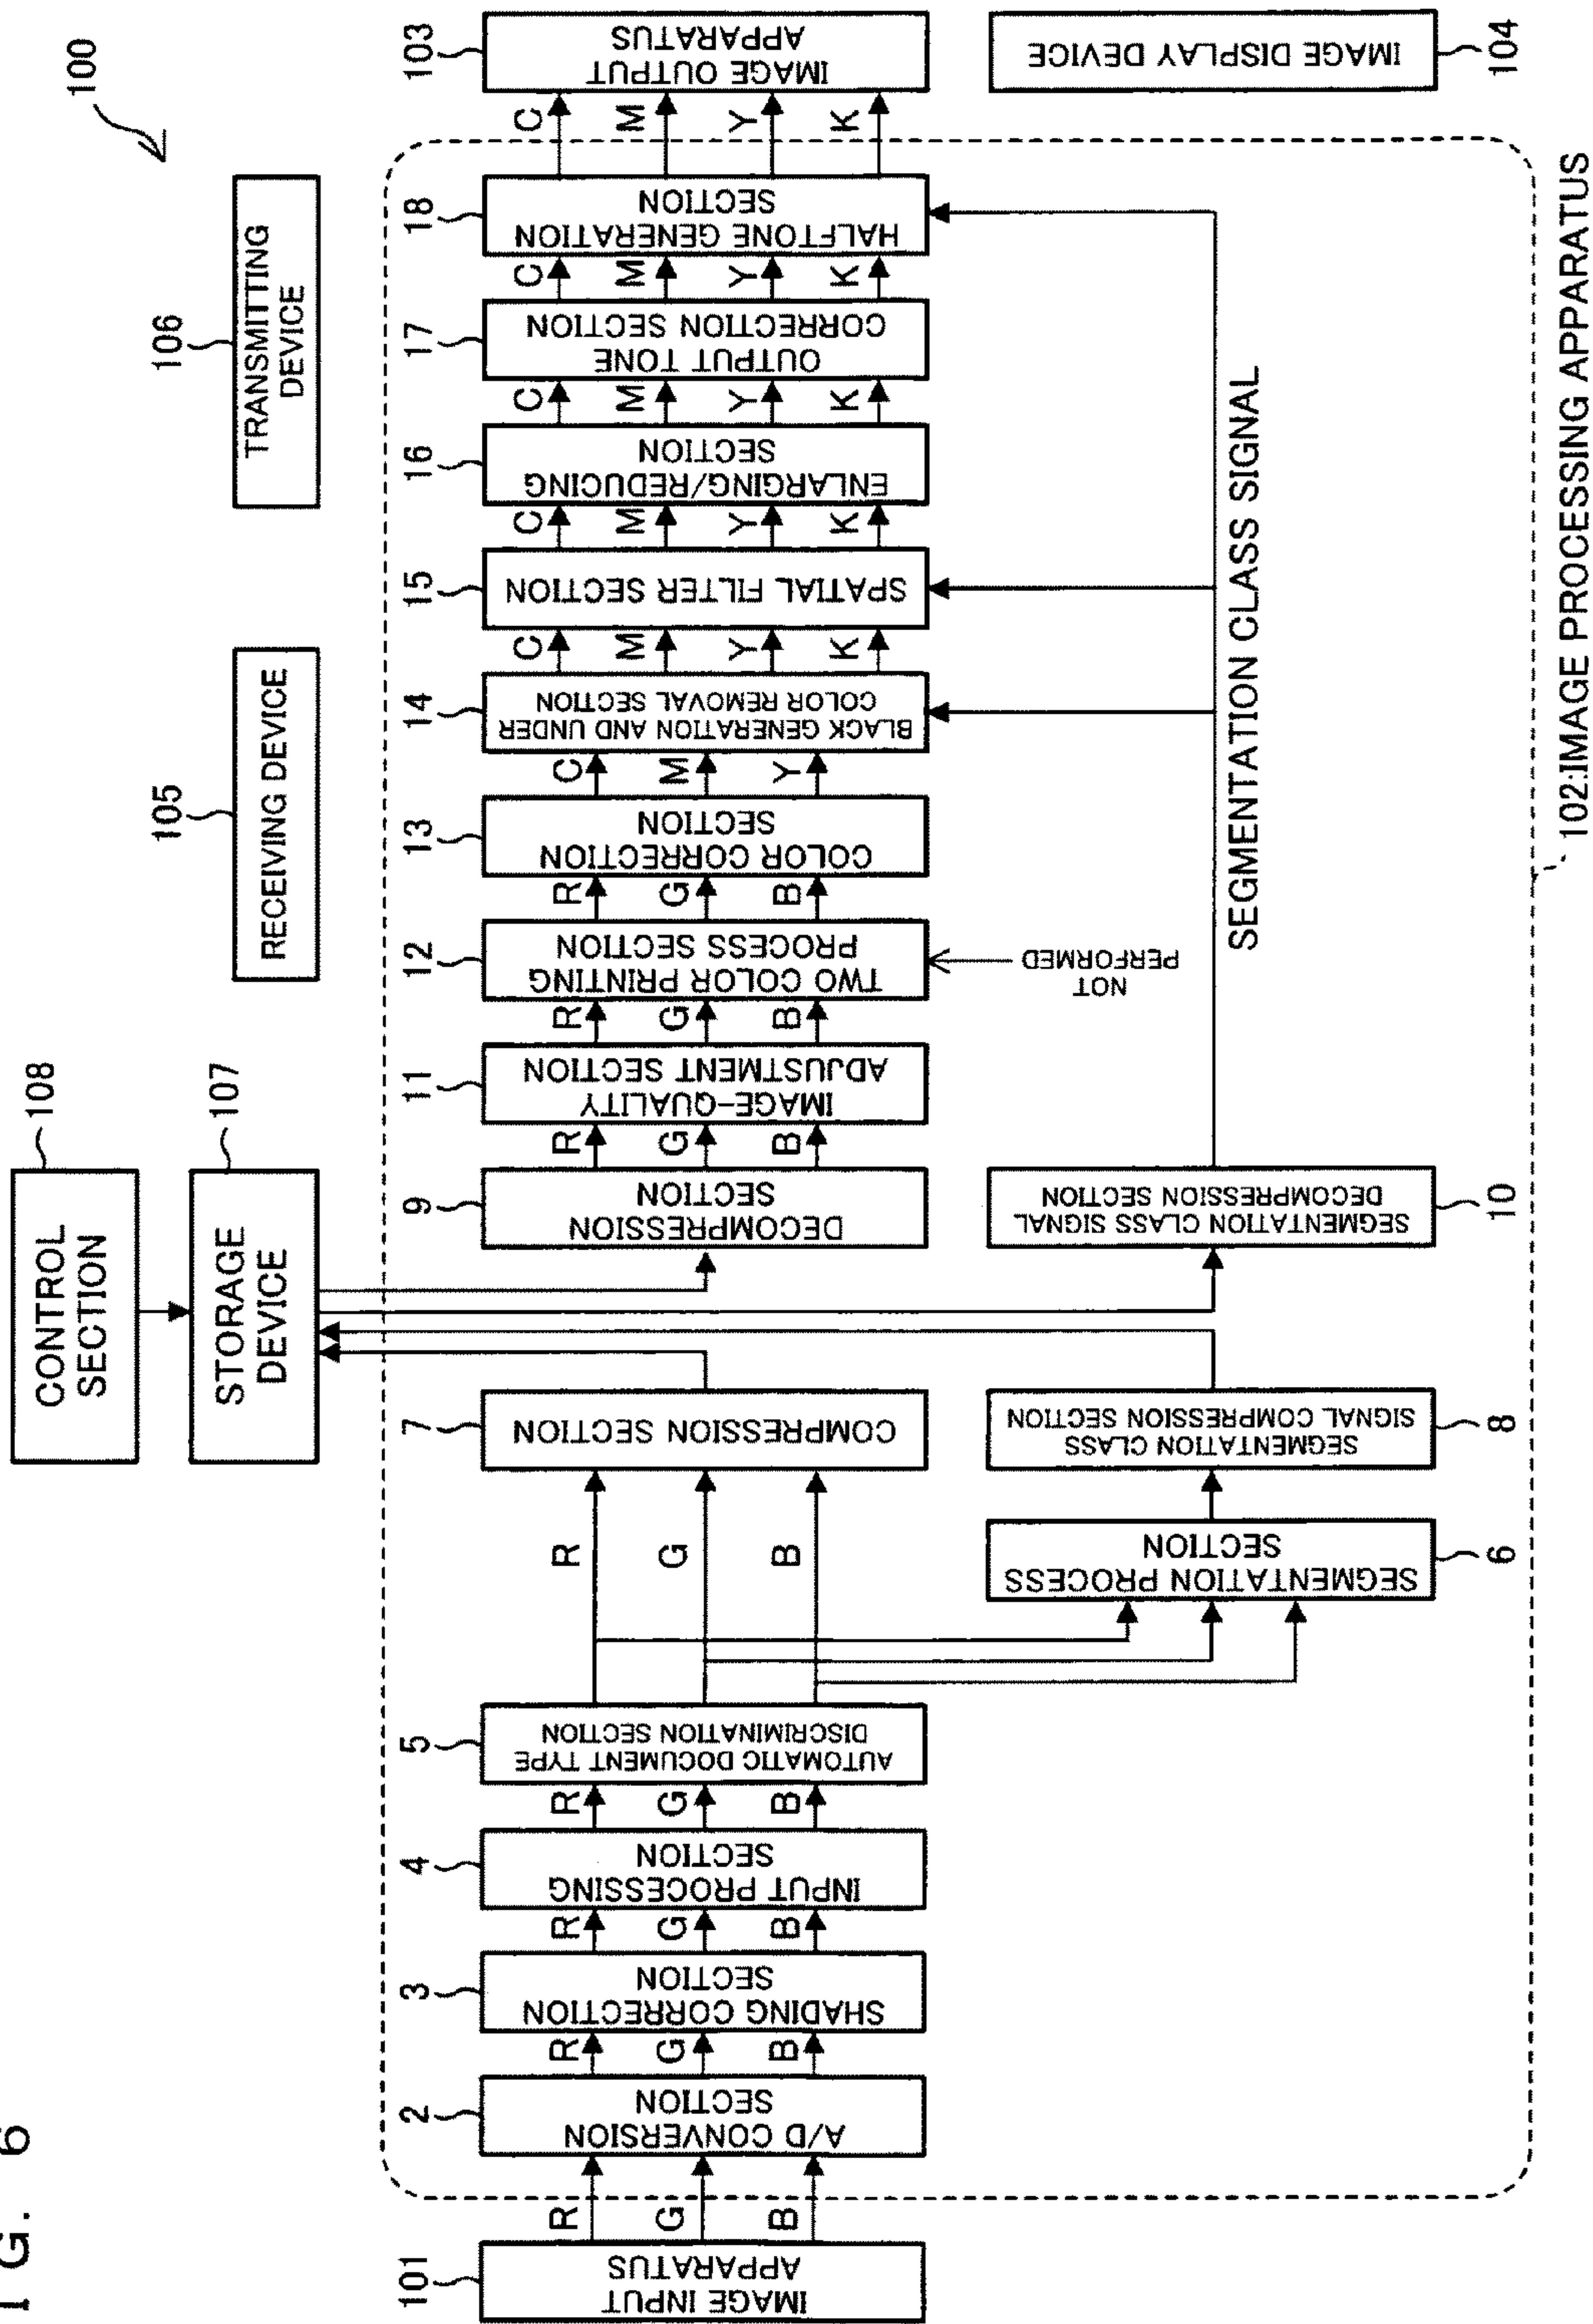 I G. 6
100
CONTROL
SECTION
108
STORAGE
DEVICE
107
RECEIVING DEVICE
105
TRANSMITTING
DEVICE
106
IMAGE INPUT
APPARATUS
101
R
G
B
A/D CONVERSION
SECTION
2
R
G
B
SHADING CORRECTION
SECTION
3
R
G
B
INPUT PROCESSING
SECTION
4
R
G
B
AUTOMATIC DOCUMENT TYPE
DISCRIMINATION SECTION
5
R
G
B
COMPRESSION SECTION
7
SEGMENTATION PROCESS
SECTION
6
SEGMENTATION CLASS
SIGNAL COMPRESSION SECTION
8
DECOMPRESSION
SECTION
9
SEGMENTATION CLASS SIGNAL
DECOMPRESSION SECTION
10
R
G
B
IMAGE-QUALITY
ADJUSTMENT SECTION
11
R
G
B
TWO COLOR PRINTING
PROCESS SECTION
12
NOT
PERFORMED
R
G
B
COLOR CORRECTION
SECTION
13
C
M
Y
BLACK GENERATION AND UNDER
COLOR REMOVAL SECTION
14
C
M
Y
K
SPATIAL FILTER SECTION
15
C
M
Y
K
ENLARGING/REDUCING
SECTION
16
C
M
Y
K
OUTPUT TONE
CORRECTION SECTION
17
C
M
Y
K
HALFTONE GENERATION
SECTION
18
C
M
Y
K
IMAGE OUTPUT
APPARATUS
103
IMAGE DISPLAY DEVICE
104
SEGMENTATION CLASS SIGNAL
102:IMAGE PROCESSING APPARATUS